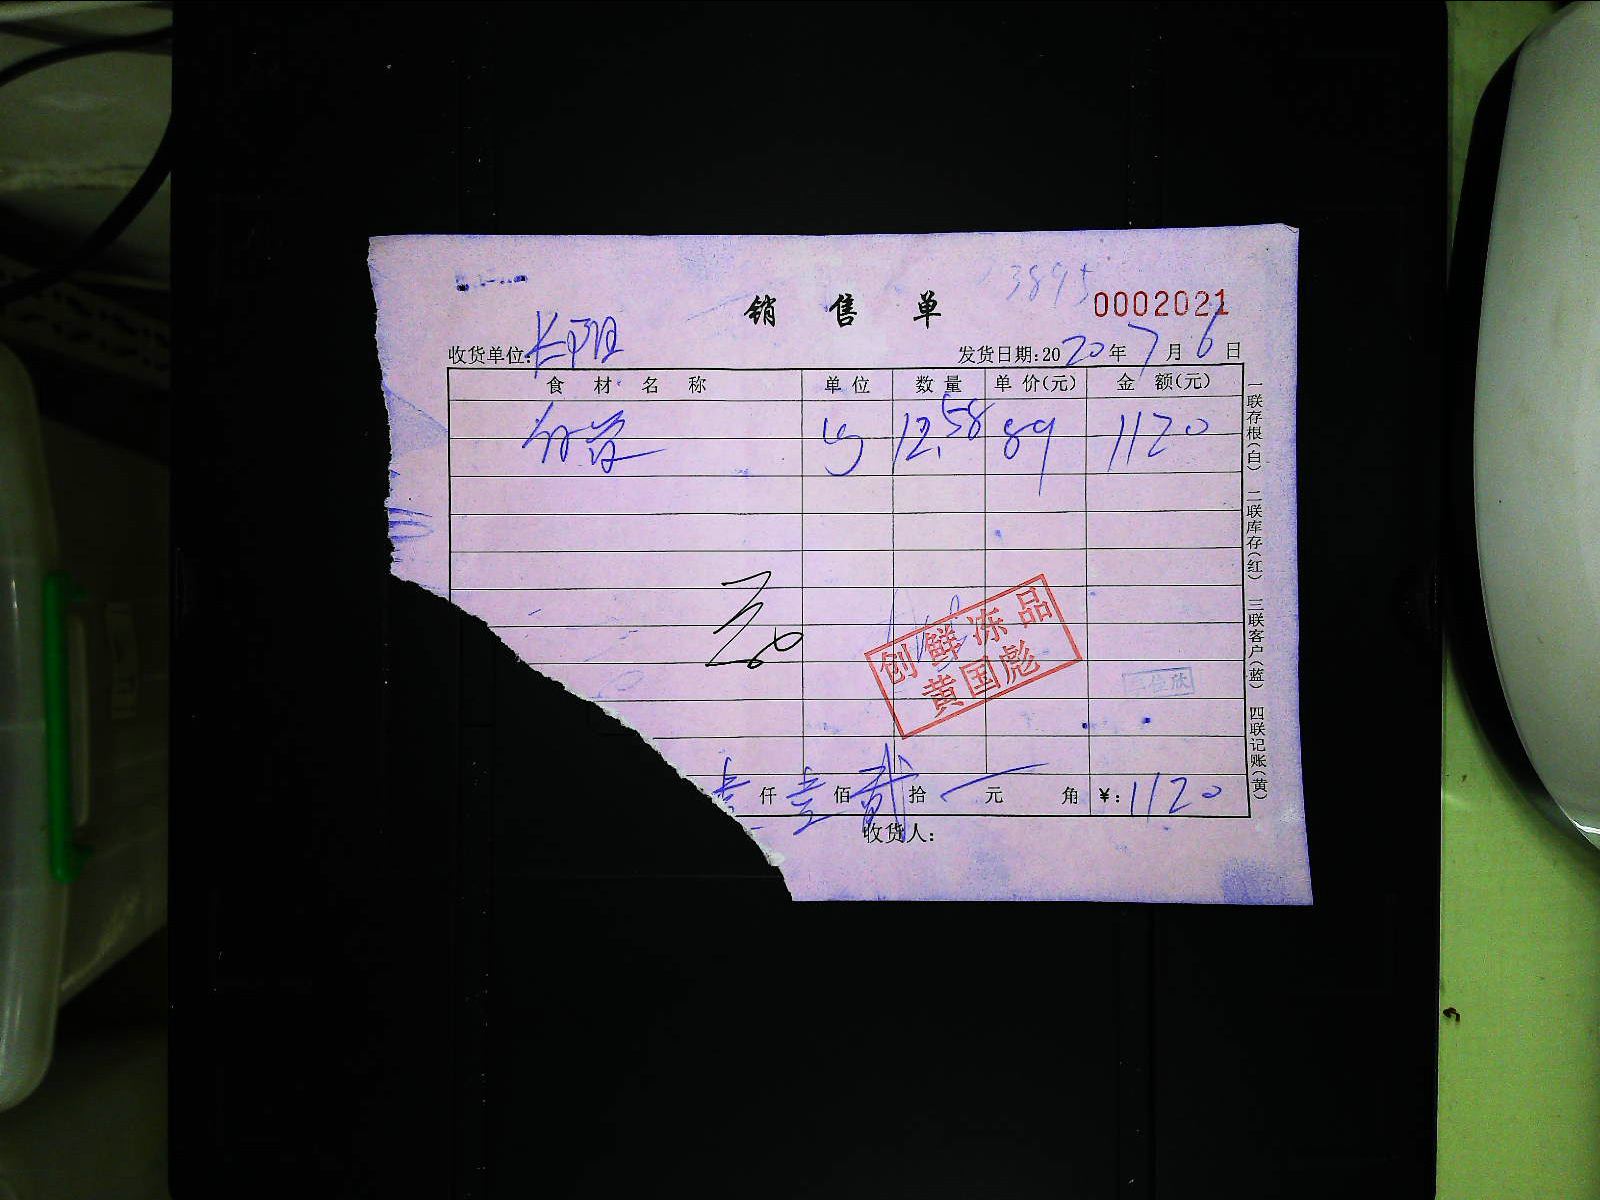 3895
销 售 单 0002021
收货单位:长阳 发货日期:2020年7月6日
食 材 名 称 单 位 数 量 单 价(元) 金 额(元)
12.58 89 1120
创鲜冻品
黄国彪
壹仟壹佰贰拾 元 角 ¥:1120
收货人:
一联存根(白) 二联库存(红) 三联客户(蓝) 四联记账(黄)